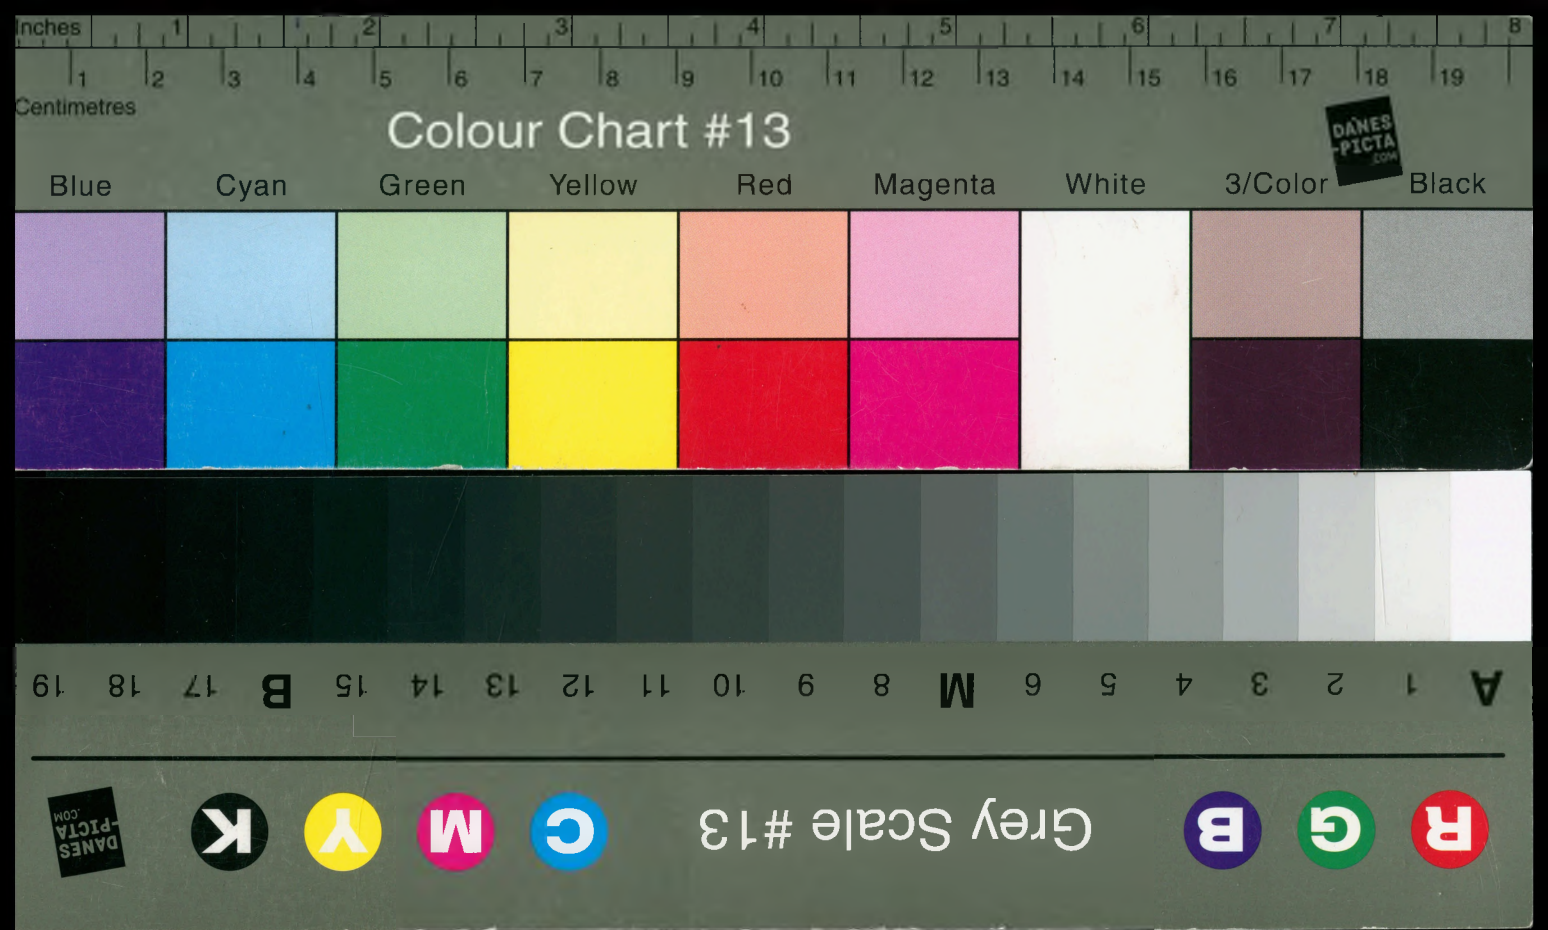 Inches 1 2 3 4 5 6 7 8
1 2 3 4 5 6 7 8 9 10 11 12 13 14 15 16 17 18 19
Centimetres
Colour Chart #13
DANES
-PICTA
.COM
Blue Cyan Green Yellow Red Magenta White 3/Color Black
R G B Grey Scale #13 C M Y K
DANES
-PICTA
.COM
A 1 2 3 4 5 6 M 8 9 10 11 12 13 14 15 B 17 18 19